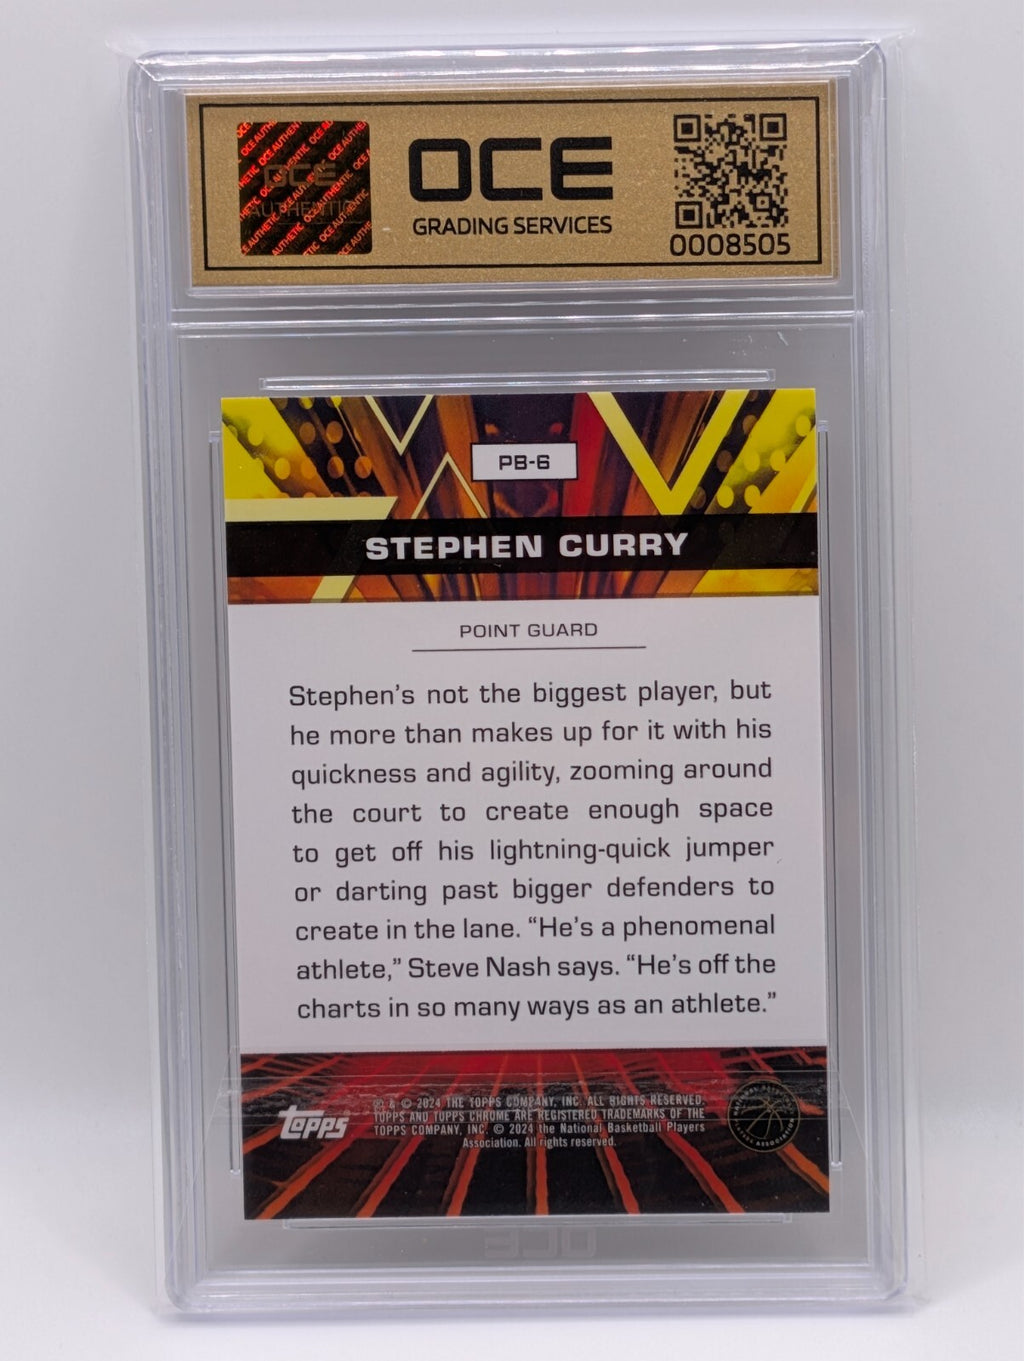 OCE AUTHENTIC
OCE
GRADING SERVICES
0008505
PB-6
STEPHEN CURRY
POINT GUARD
Stephen's not the biggest player, but
he more than makes up for it with his
quickness and agility, zooming around
the court to create enough space
to get off his lightning-quick jumper
or darting past bigger defenders to
create in the lane. “He's a phenomenal
athlete,” Steve Nash says. “He's off the
charts in so many ways as an athlete.”
topps
® & © 2024 THE TOPPS COMPANY, INC. ALL RIGHTS RESERVED.
TOPPS AND TOPPS CHROME ARE REGISTERED TRADEMARKS OF THE
TOPPS COMPANY, INC. © 2024 the National Basketball Players
Association. All rights reserved.